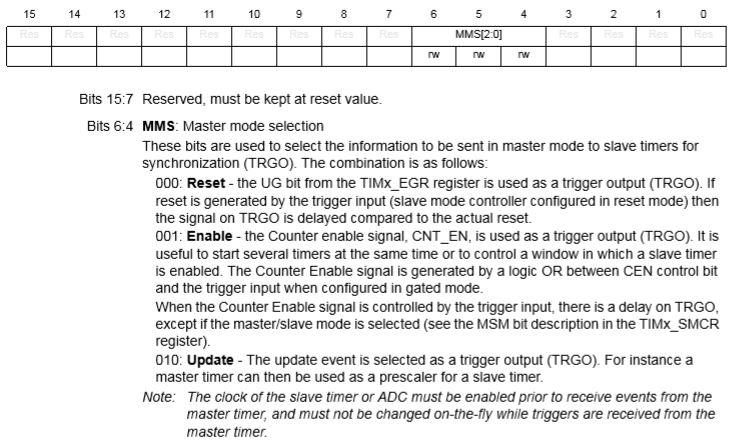 15 14 13 12 11 10 9 8 7 6 5 4 3 2 1 0
Res Res Res Res Res Res Res Res Res MMS[2:0] Res Res Res Res
rw rw rw
Bits 15:7 Reserved, must be kept at reset value.
Bits 6:4 MMS: Master mode selection
These bits are used to select the information to be sent in master mode to slave timers for
synchronization (TRGO). The combination is as follows:
000: Reset - the UG bit from the TIMx_EGR register is used as a trigger output (TRGO). If
reset is generated by the trigger input (slave mode controller configured in reset mode) then
the signal on TRGO is delayed compared to the actual reset.
001: Enable - the Counter enable signal, CNT_EN, is used as a trigger output (TRGO). It is
useful to start several timers at the same time or to control a window in which a slave timer
is enabled. The Counter Enable signal is generated by a logic OR between CEN control bit
and the trigger input when configured in gated mode.
When the Counter Enable signal is controlled by the trigger input, there is a delay on TRGO,
except if the master/slave mode is selected (see the MSM bit description in the TIMx_SMCR
register).
010: Update - The update event is selected as a trigger output (TRGO). For instance a
master timer can then be used as a prescaler for a slave timer.
Note: The clock of the slave timer or ADC must be enabled prior to receive events from the
master timer, and must not be changed on-the-fly while triggers are received from the
master timer.